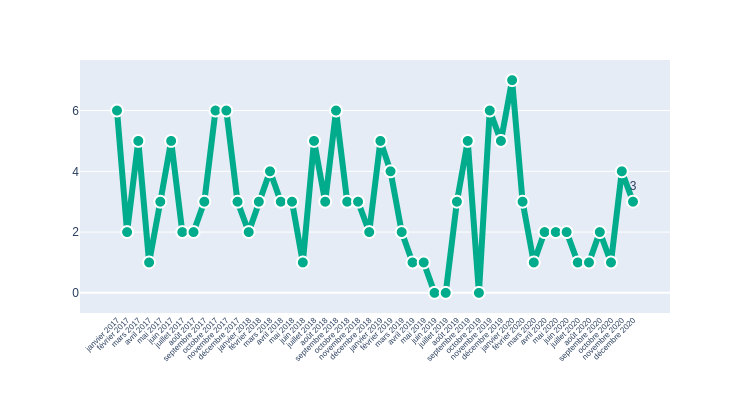 6
4
2
0
3
janvier 2017
février 2017
mars 2017
avril 2017
mai 2017
juin 2017
juillet 2017
août 2017
septembre 2017
octobre 2017
novembre 2017
décembre 2017
janvier 2018
février 2018
mars 2018
avril 2018
mai 2018
juin 2018
juillet 2018
août 2018
septembre 2018
octobre 2018
novembre 2018
décembre 2018
janvier 2019
février 2019
mars 2019
avril 2019
mai 2019
juin 2019
juillet 2019
août 2019
septembre 2019
octobre 2019
novembre 2019
décembre 2019
janvier 2020
février 2020
mars 2020
avril 2020
mai 2020
juin 2020
juillet 2020
août 2020
septembre 2020
octobre 2020
novembre 2020
décembre 2020